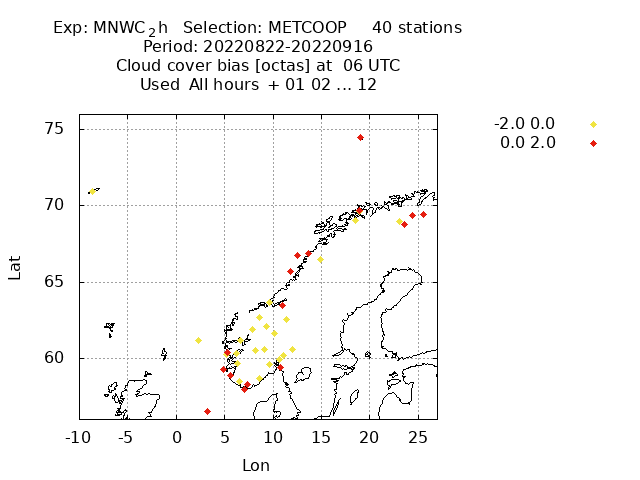 Exp: MNWC2h Selection: METCOOP 40 stations
Period: 20220822-20220916
Cloud cover bias [octas] at 06 UTC
Used All hours + 01 02 ... 12
-2.0 0.0
0.0 2.0
75
70
65
60
Lat
-10 -5 0 5 10 15 20 25
Lon